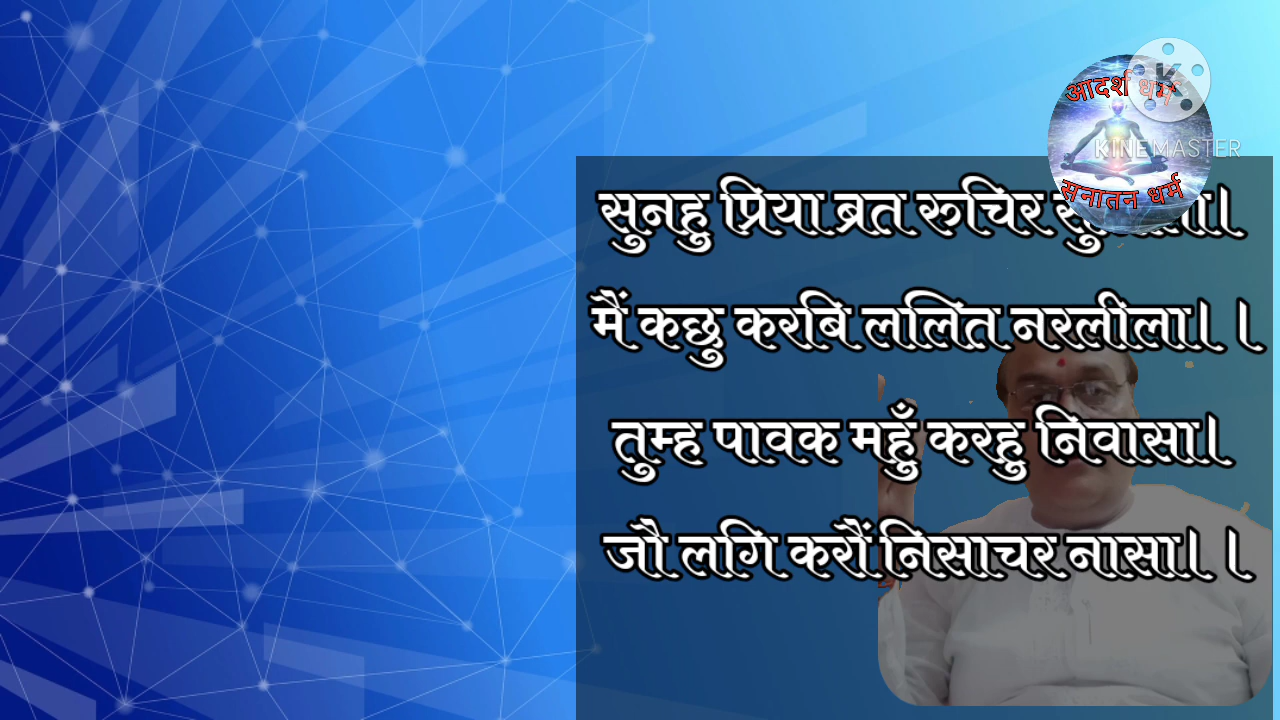 आदर्श धर्म
KINEMASTER
सनातन धर्म
सुनहु प्रिया ब्रत रुचिर
मैं कछु करबि ललित नरलीला। ।
तुम्ह पावक महुँ करहु निवासा।
जौ लगि करौं निसाचर नासा। ।